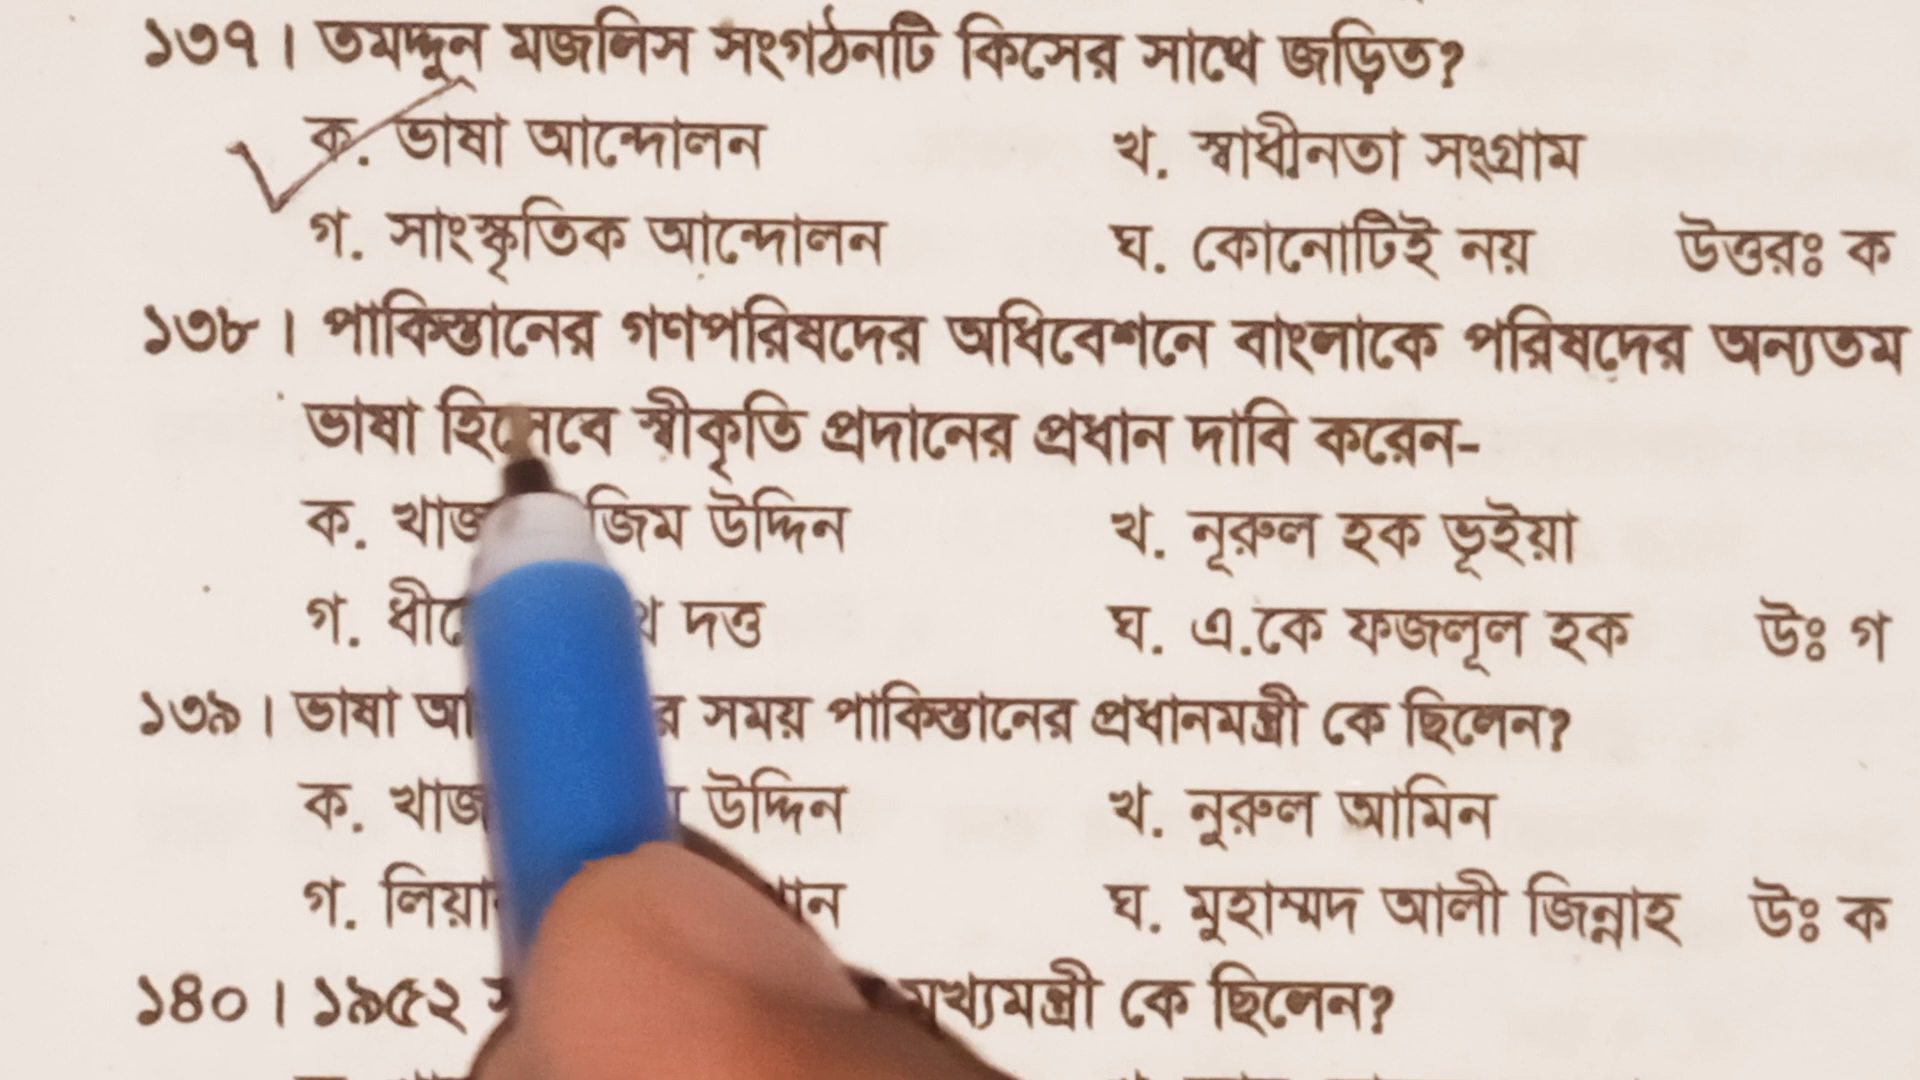 ১৩৭। তমদ্দুন মজলিস সংগঠনটি কিসের সাথে জড়িত?
ক. ভাষা আন্দোলন খ. স্বাধীনতা সংগ্রাম
গ. সাংস্কৃতিক আন্দোলন ঘ. কোনোটিই নয় উত্তরঃ ক
১৩৮। পাকিস্তানের গণপরিষদের অধিবেশনে বাংলাকে পরিষদের অন্যতম
ভাষা হিসেবে স্বীকৃতি প্রদানের প্রধান দাবি করেন-
ক. উদ্দিন খ. নূরুল হক ভূইয়া
গ. দত্ত ঘ. এ.কে ফজলূল হক উঃ গ
১৩৯। ভাষা সময় পাকিস্তানের প্রধানমন্ত্রী কে ছিলেন?
ক. উদ্দিন খ. নুরুল আমিন
গ. ঘ. মুহাম্মদ আলী জিন্নাহ উঃ ক
১৪০। ১৯৫২ মুখ্যমন্ত্রী কে ছিলেন?